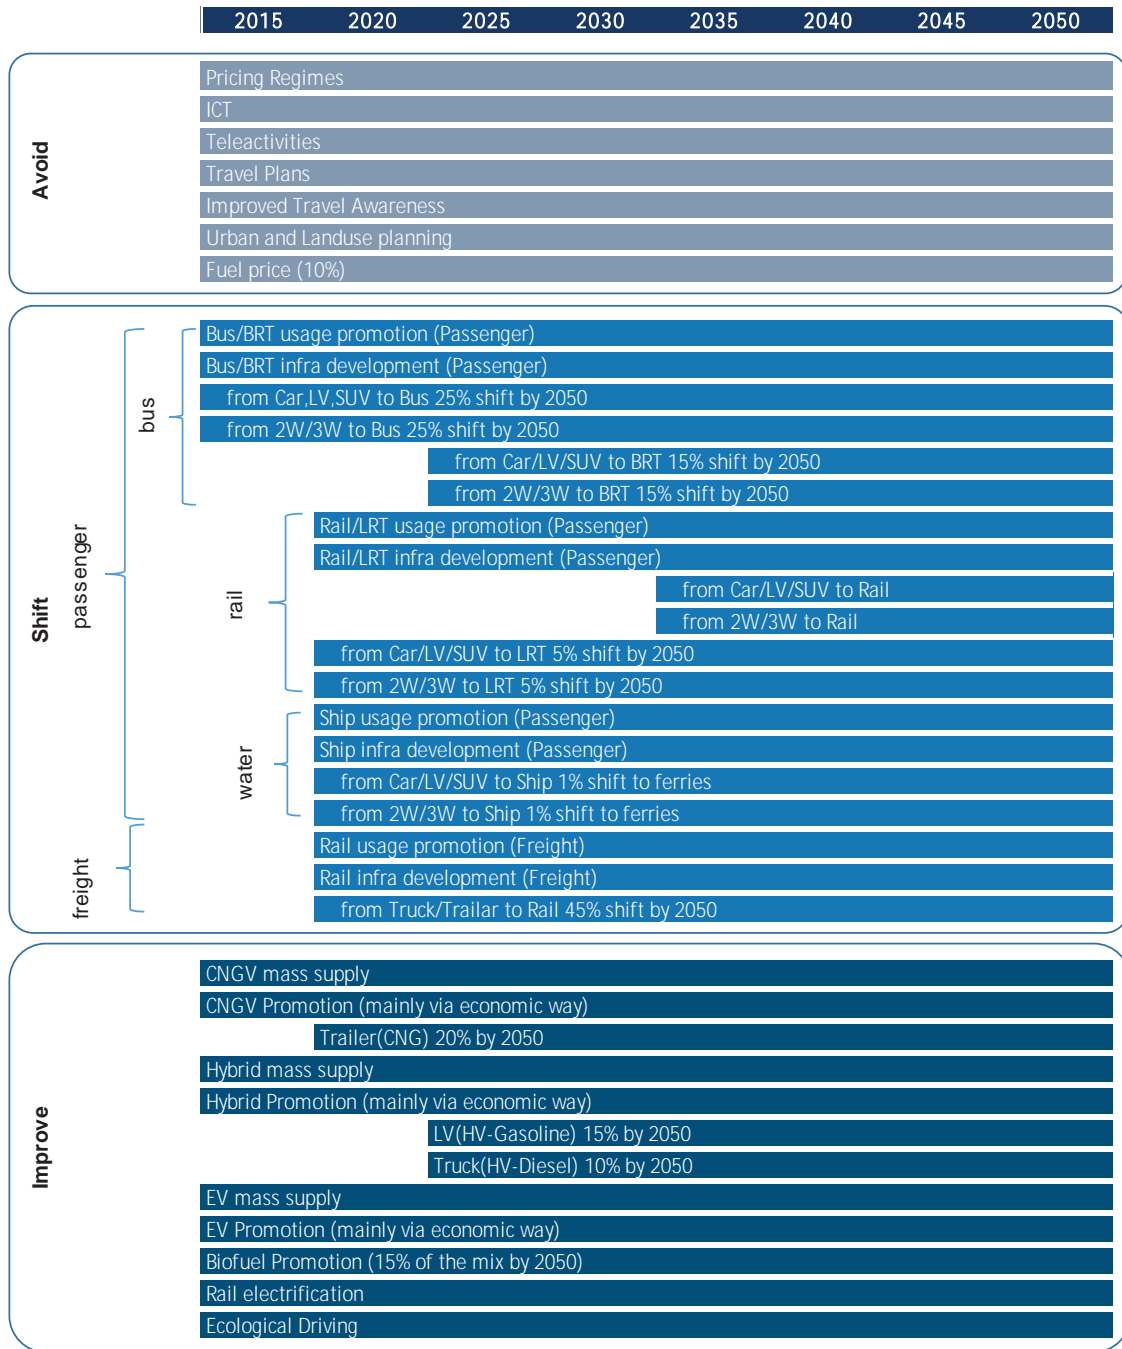 2015 2020 2025 2030 2035 2040 2045 2050
Avoid
Pricing Regimes
ICT
Teleactivities
Travel Plans
Improved Travel Awareness
Urban and Landuse planning
Fuel price (10%)
Shift
passenger
bus
Bus/BRT usage promotion (Passenger)
Bus/BRT infra development (Passenger)
from Car,LV,SUV to Bus 25% shift by 2050
from 2W/3W to Bus 25% shift by 2050
from Car/LV/SUV to BRT 15% shift by 2050
from 2W/3W to BRT 15% shift by 2050
rail
Rail/LRT usage promotion (Passenger)
Rail/LRT infra development (Passenger)
from Car/LV/SUV to Rail
from 2W/3W to Rail
from Car/LV/SUV to LRT 5% shift by 2050
from 2W/3W to LRT 5% shift by 2050
water
Ship usage promotion (Passenger)
Ship infra development (Passenger)
from Car/LV/SUV to Ship 1% shift to ferries
from 2W/3W to Ship 1% shift to ferries
freight
Rail usage promotion (Freight)
Rail infra development (Freight)
from Truck/Trailar to Rail 45% shift by 2050
Improve
CNGV mass supply
CNGV Promotion (mainly via economic way)
Trailer(CNG) 20% by 2050
Hybrid mass supply
Hybrid Promotion (mainly via economic way)
LV(HV-Gasoline) 15% by 2050
Truck(HV-Diesel) 10% by 2050
EV mass supply
EV Promotion (mainly via economic way)
Biofuel Promotion (15% of the mix by 2050)
Rail electrification
Ecological Driving